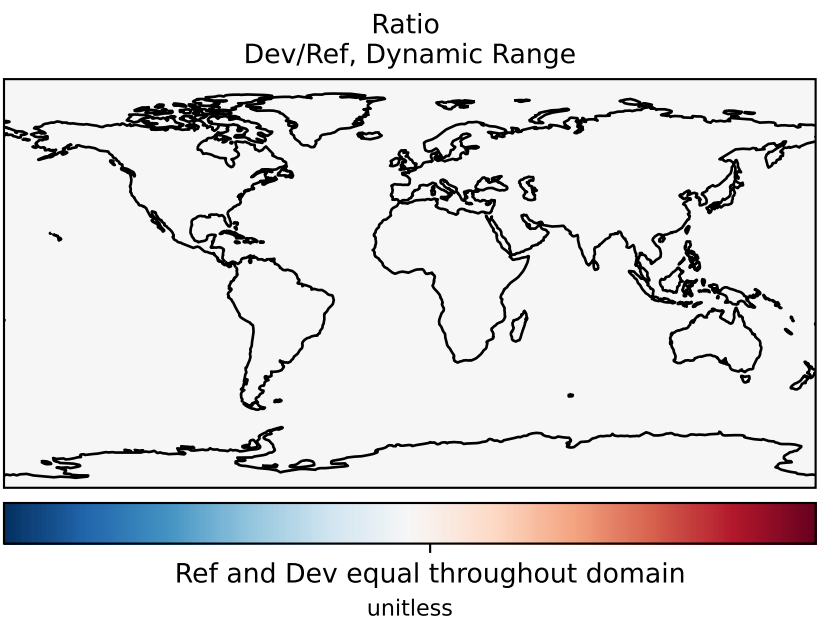 Ratio
Dev/Ref, Dynamic Range
Ref and Dev equal throughout domain
unitless